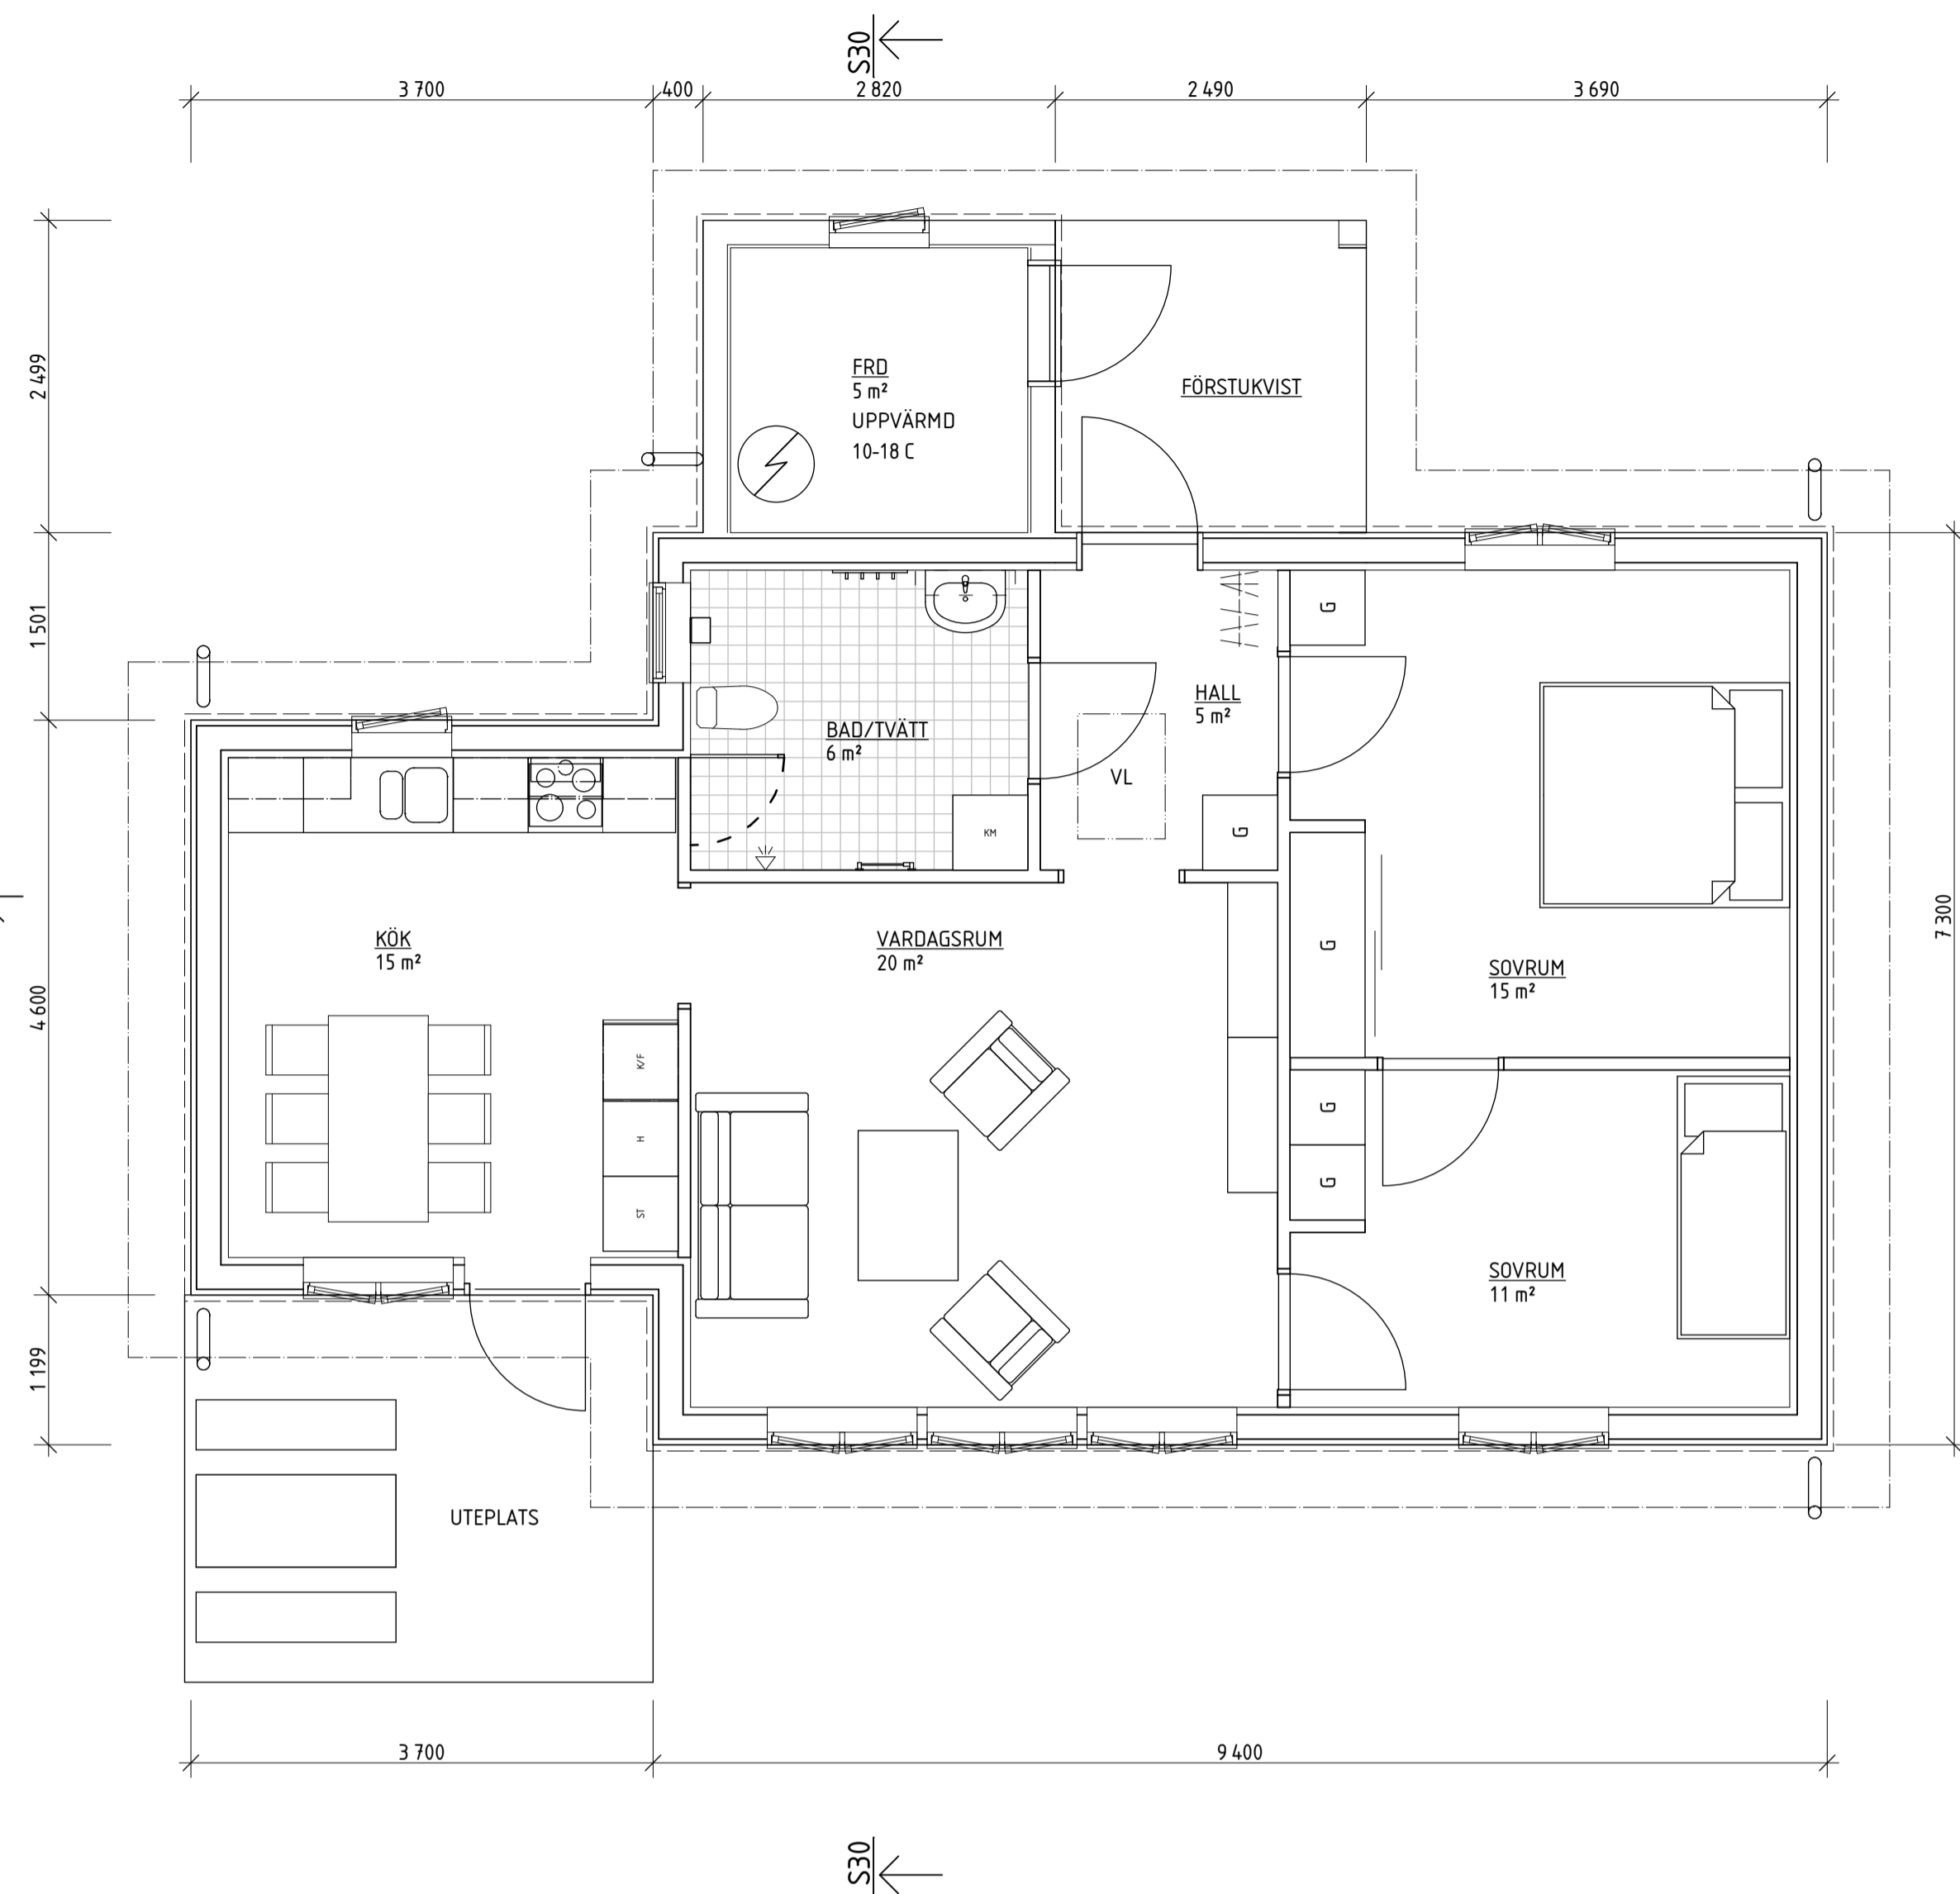 S30
3 700
400
2 820
2 490
3 690
2 499
FRD
5 m²
UPPVÄRMD
10-18 C
FÖRSTUKVIST
1 501
G
HALL
5 m²
BAD/TVÄTT
6 m²
VL
KM
G
4 600
KÖK
15 m²
VARDAGSRUM
20 m²
G
SOVRUM
15 m²
7 300
K/F
H
ST
G
G
SOVRUM
11 m²
1 199
UTEPLATS
3 700
9 400
S30